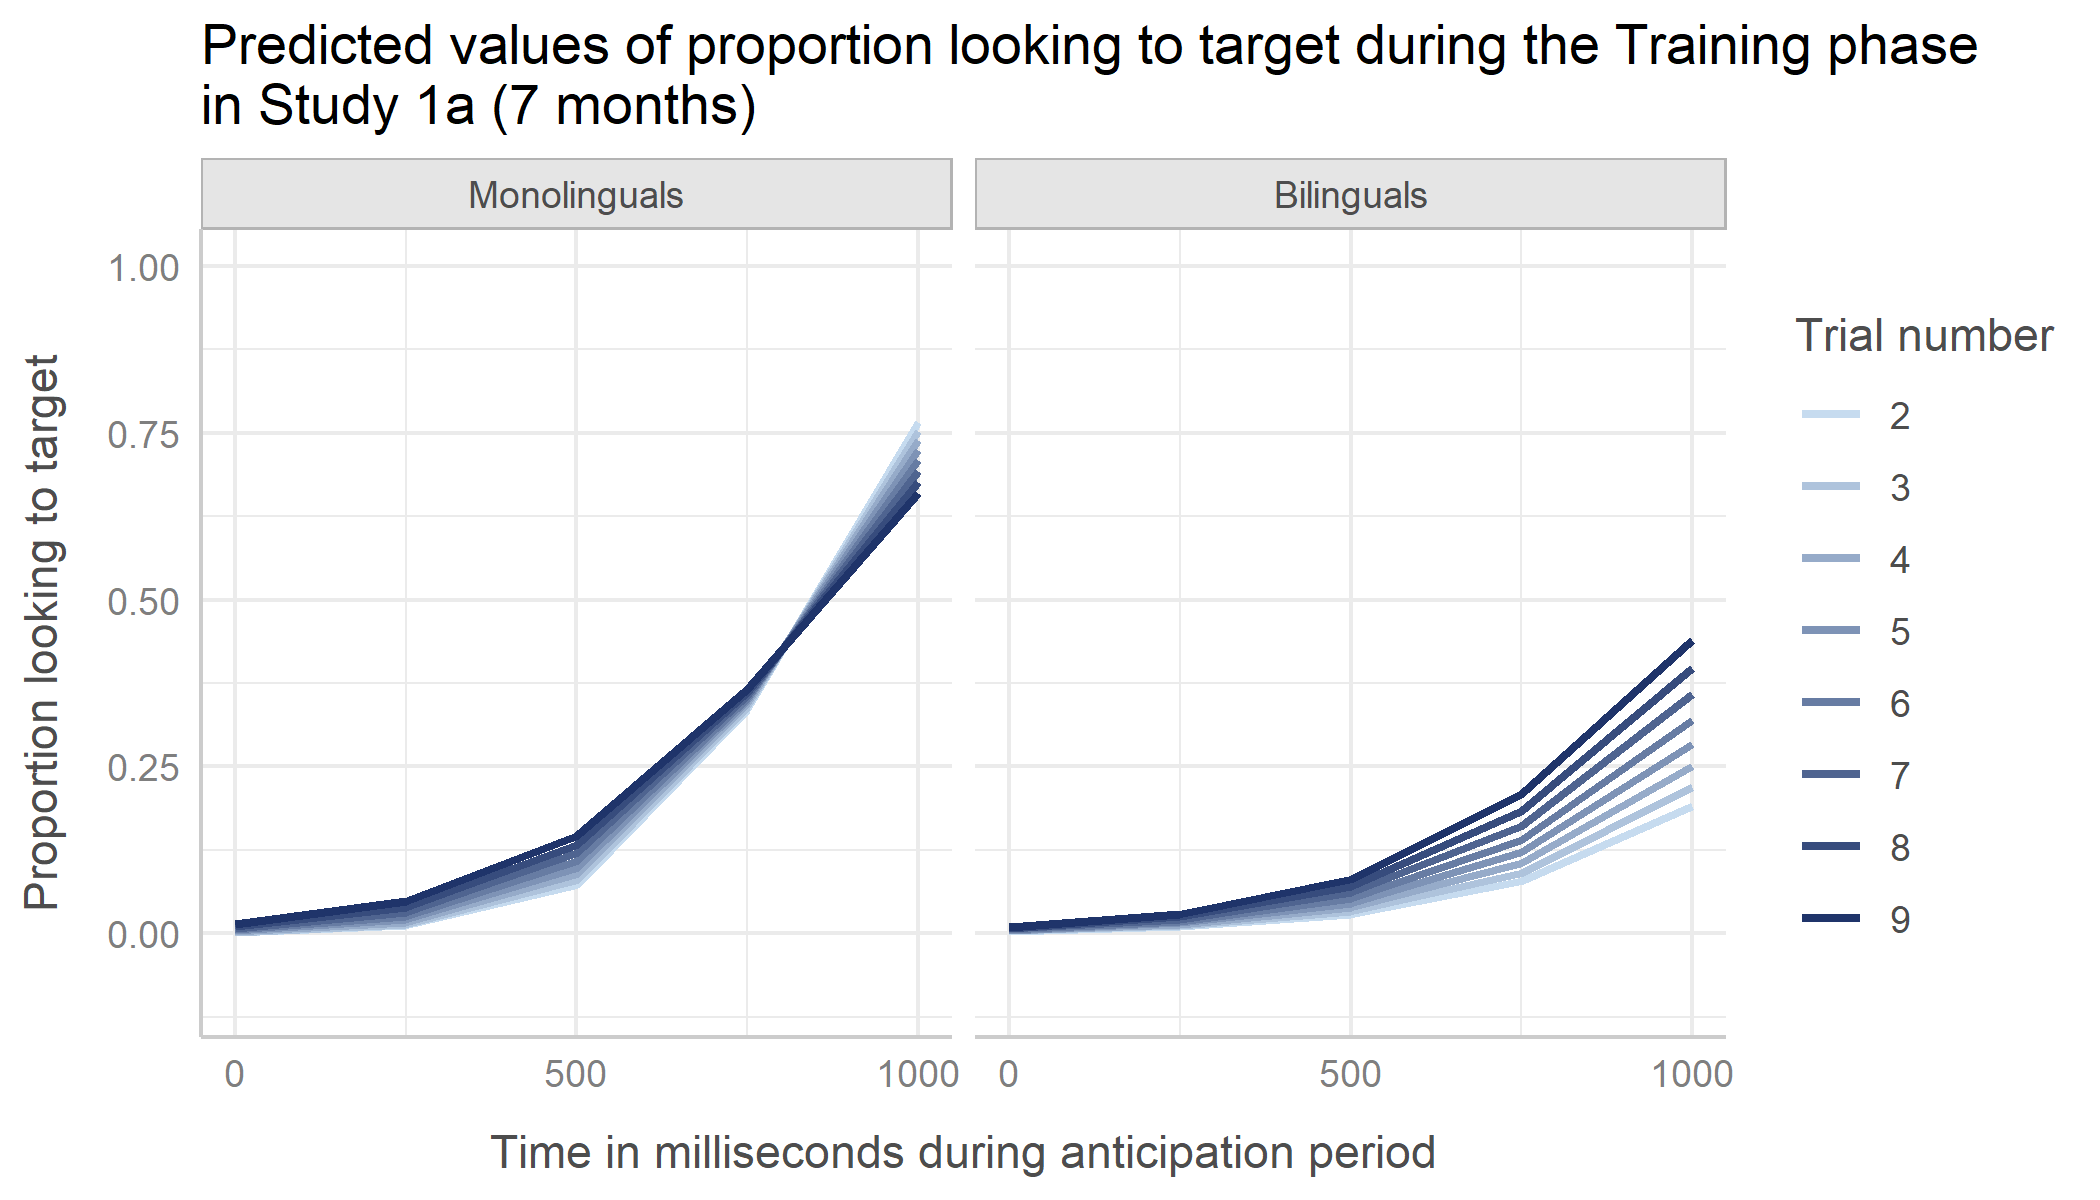 Predicted values of proportion looking to target during the Training phase
in Study 1a (7 months)
Monolinguals
Bilinguals
1.00
0.75
0.50
0.25
0.00
Proportion looking to target
0
500
1000
0
500
1000
Time in milliseconds during anticipation period
Trial number
2
3
4
5
6
7
8
9